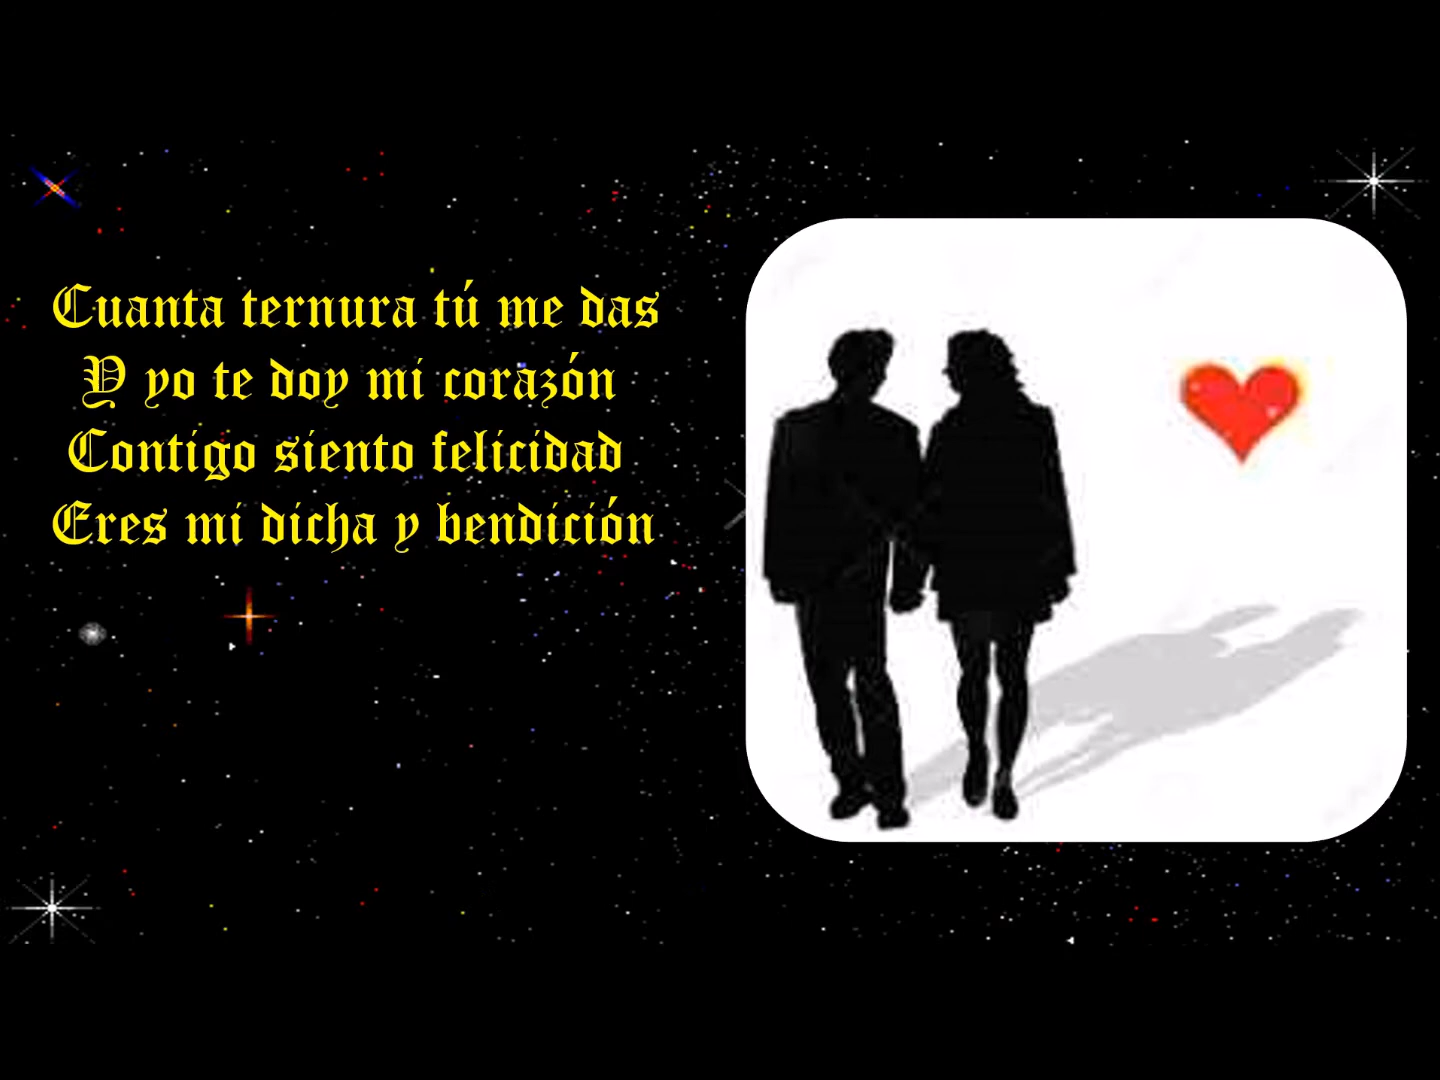 Cuanta ternura tú me das
Y yo te doy mi corazón
Contigo siento felicidad
Eres mi dicha y bendición